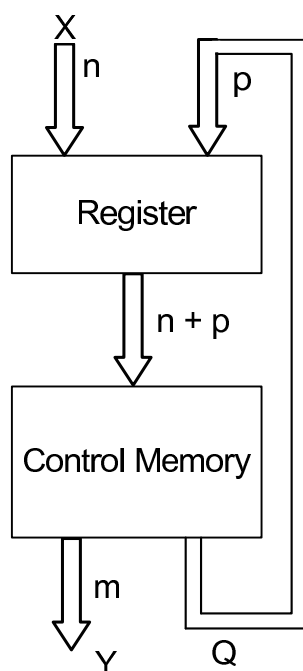 X
n
p
Register
n + p
Control Memory
m
Y
Q